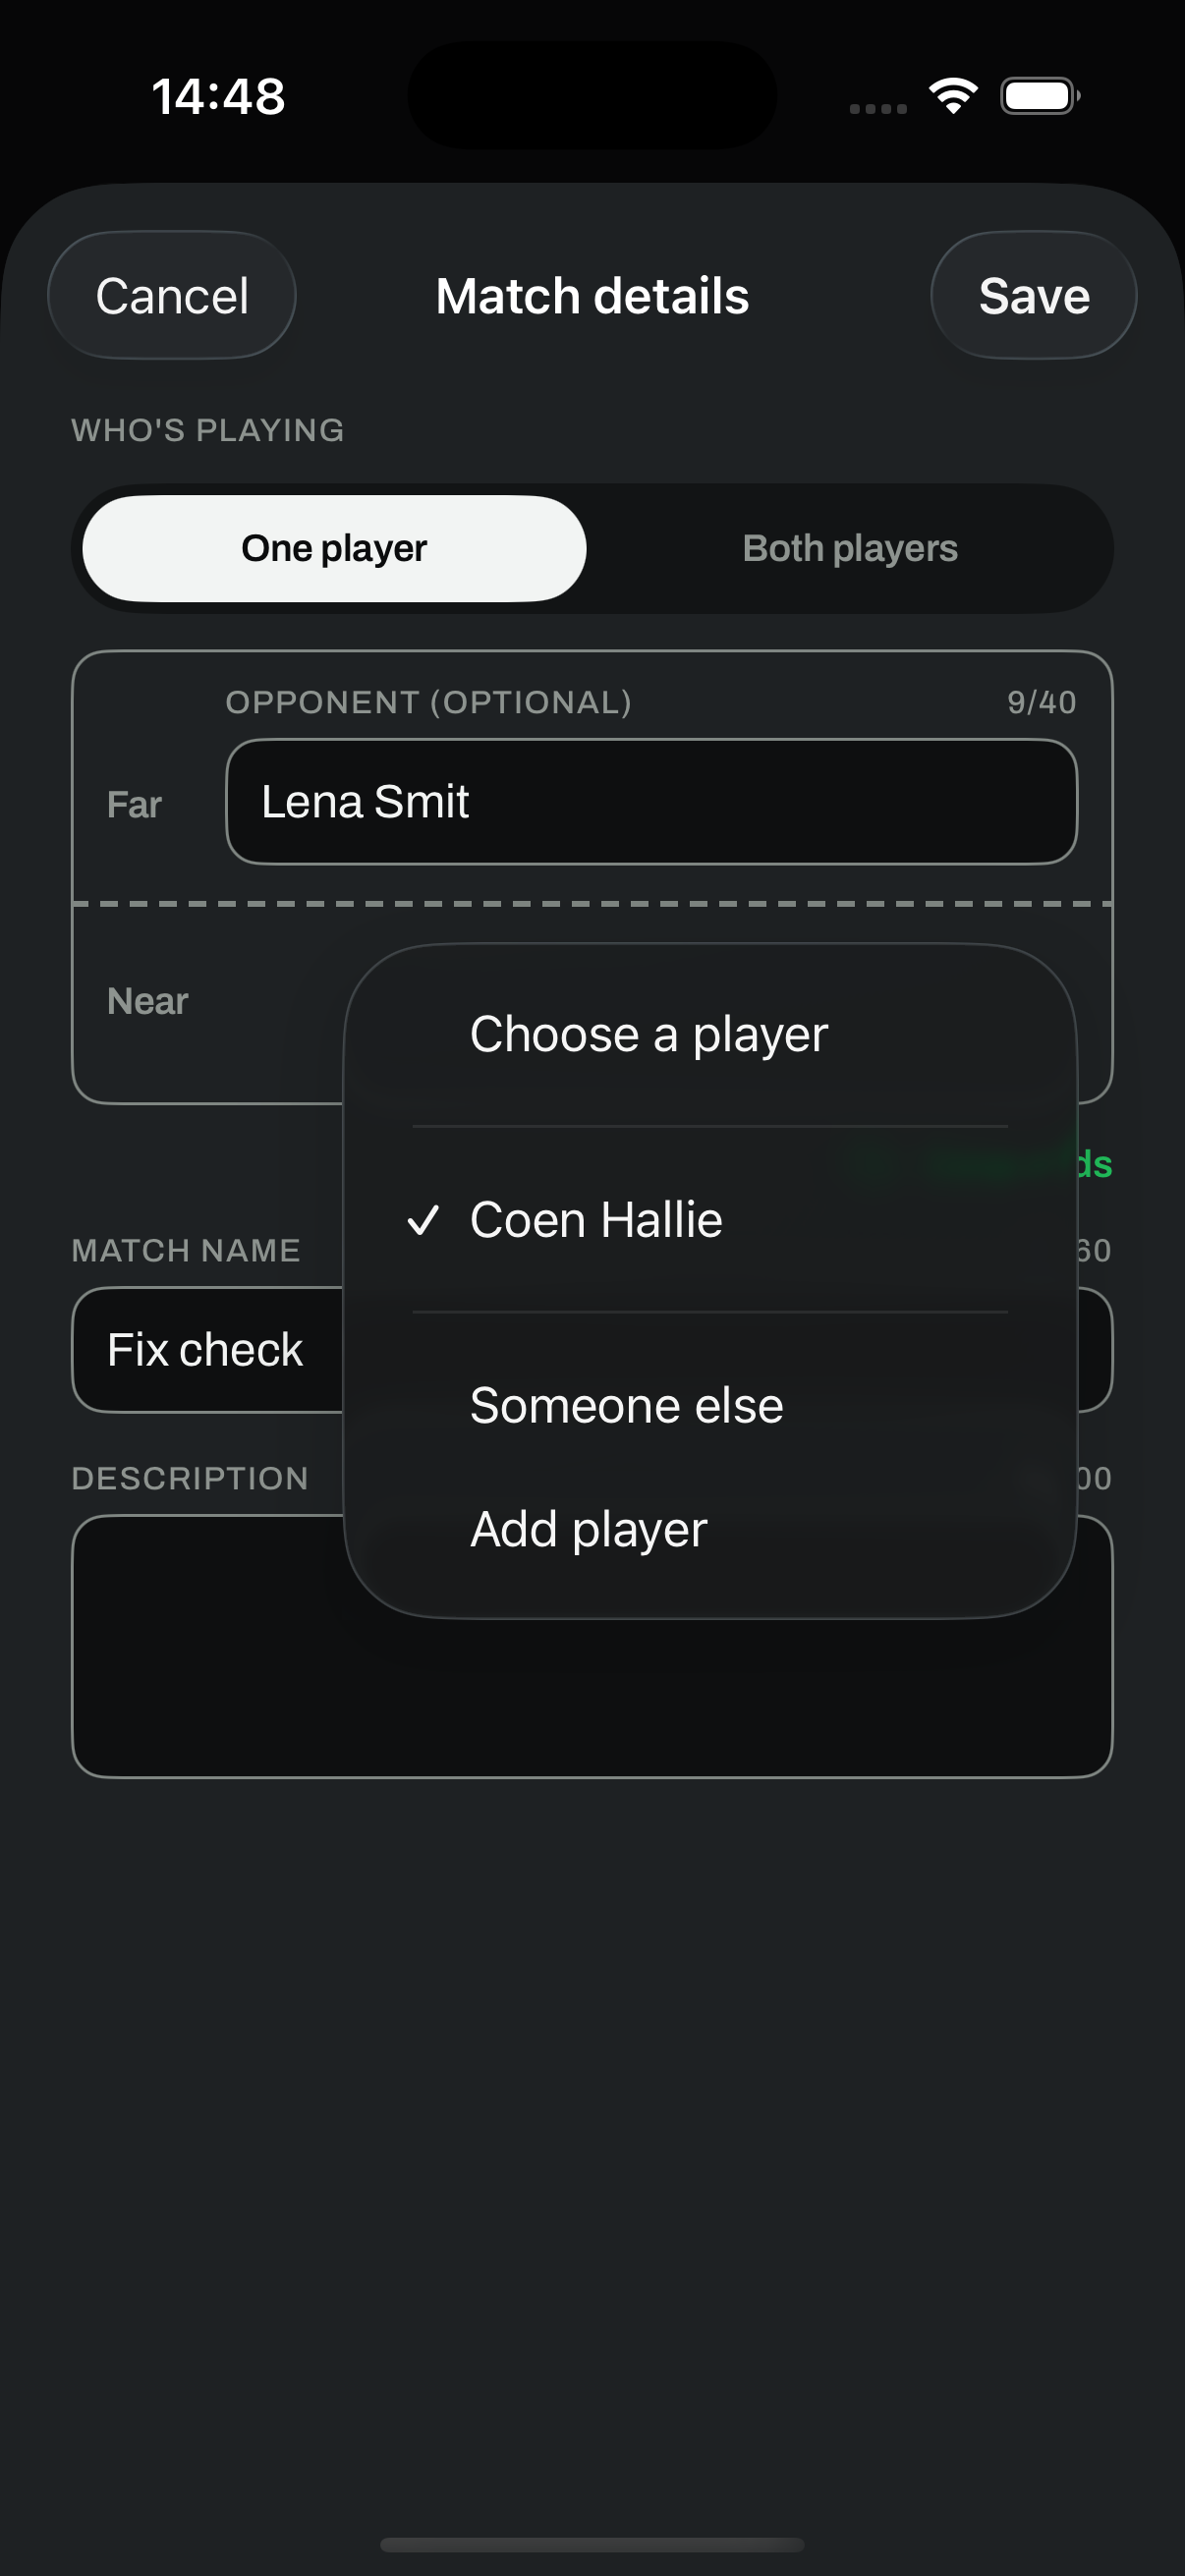 14:48
Cancel
Match details
Save
WHO'S PLAYING
One player
Both players
OPPONENT (OPTIONAL)
9/40
Far
Lena Smit
Near
Choose a player
Coen Hallie
Someone else
Add player
MATCH NAME
Fix check
DESCRIPTION